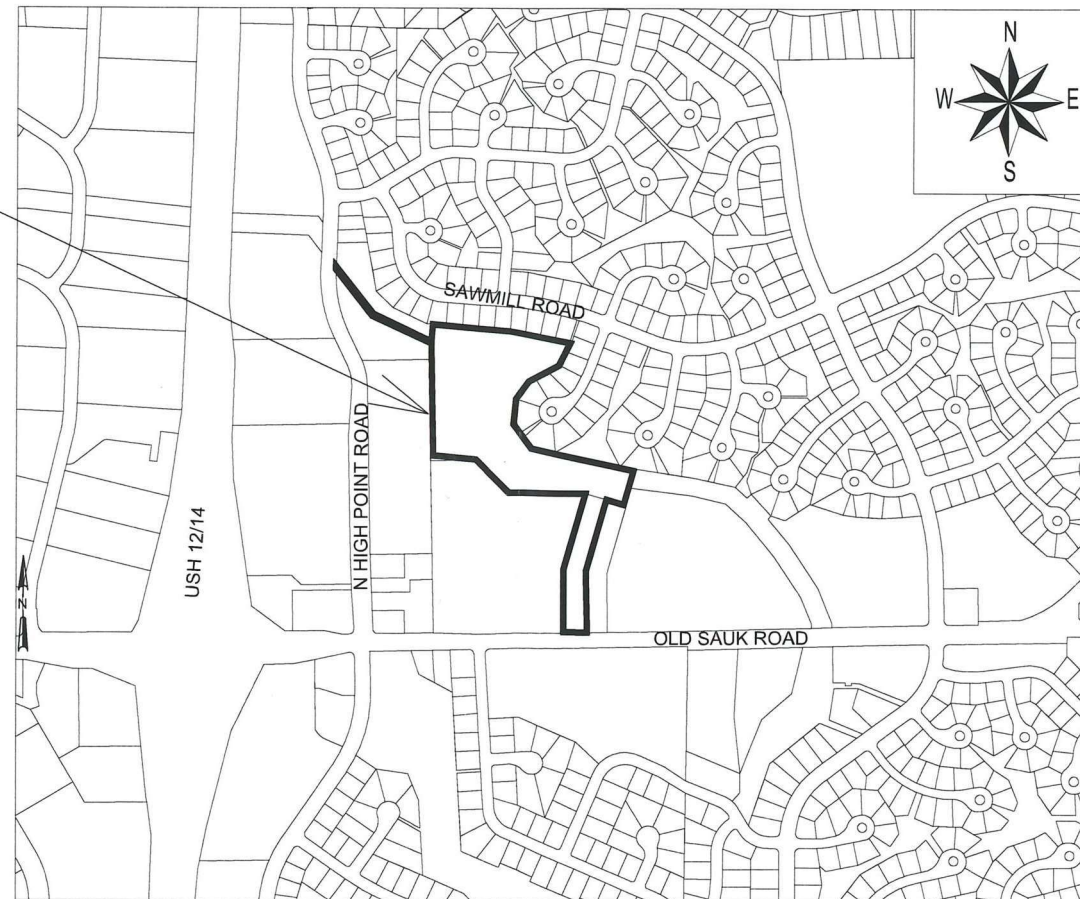 N
W E
S
SAWMILL ROAD
N HIGH POINT ROAD
USH 12/14
N
OLD SAUK ROAD